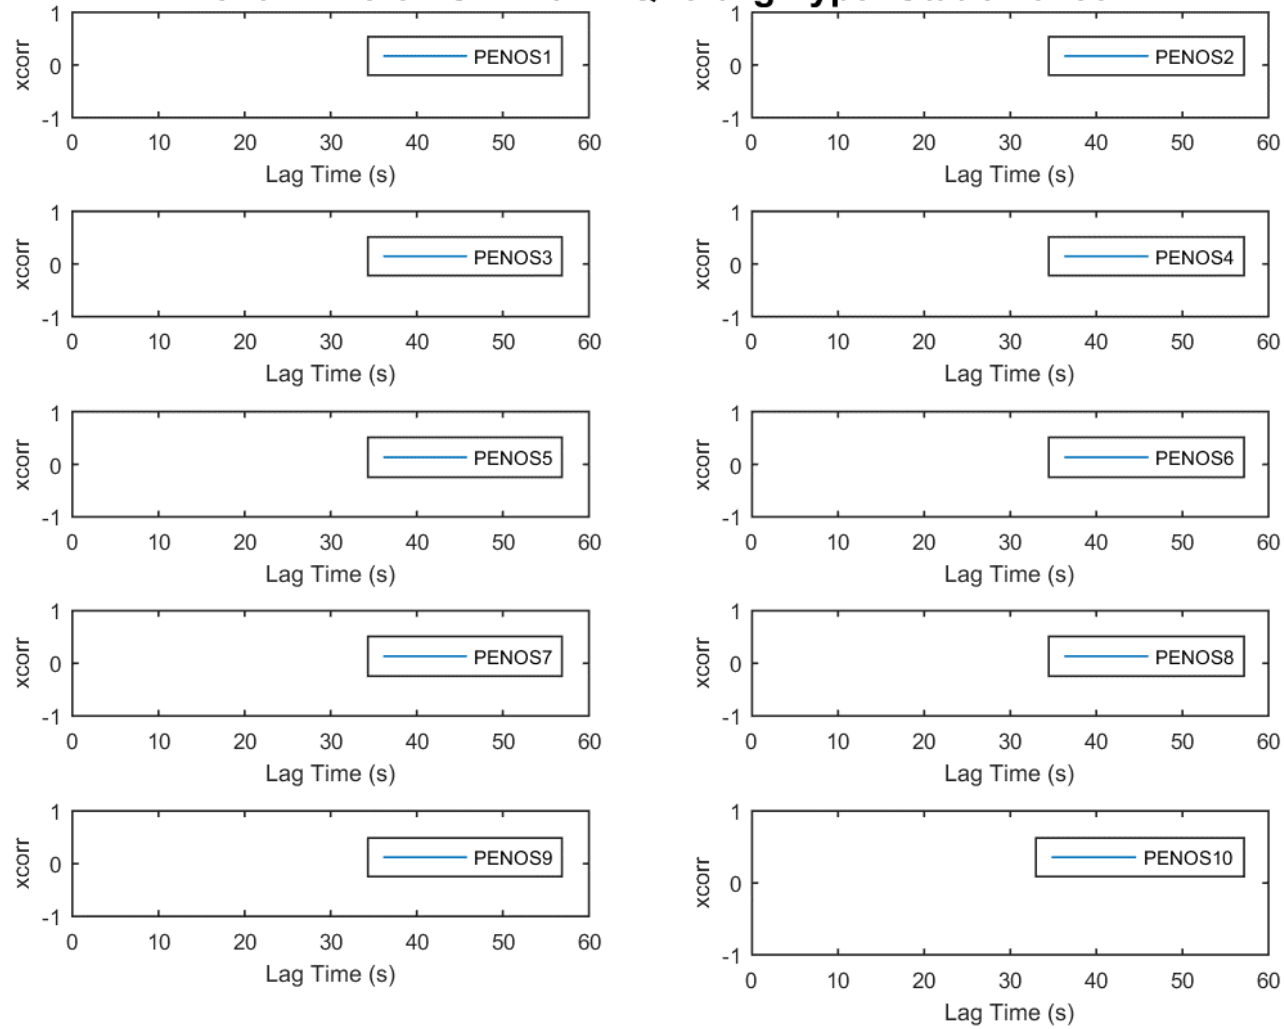 1 1
xcorr 0 PENOS1 xcorr 0 PENOS2
-1 -1
0 10 20 30 40 50 60 0 10 20 30 40 50 60
Lag Time (s) Lag Time (s)
1 1
xcorr 0 PENOS3 xcorr 0 PENOS4
-1 -1
0 10 20 30 40 50 60 0 10 20 30 40 50 60
Lag Time (s) Lag Time (s)
1 1
xcorr 0 PENOS5 xcorr 0 PENOS6
-1 -1
0 10 20 30 40 50 60 0 10 20 30 40 50 60
Lag Time (s) Lag Time (s)
1 1
xcorr 0 PENOS7 xcorr 0 PENOS8
-1 -1
0 10 20 30 40 50 60 0 10 20 30 40 50 60
Lag Time (s) Lag Time (s)
1 1
xcorr 0 PENOS9 xcorr 0 PENOS10
-1 -1
0 10 20 30 40 50 60 0 10 20 30 40 50 60
Lag Time (s) Lag Time (s)